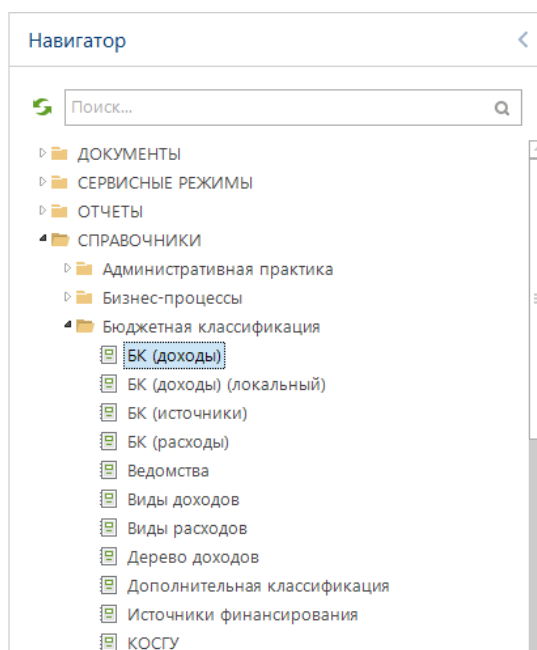 Навигатор
Поиск...
ДОКУМЕНТЫ
СЕРВИСНЫЕ РЕЖИМЫ
ОТЧЕТЫ
СПРАВОЧНИКИ
Административная практика
Бизнес-процессы
Бюджетная классификация
БК (доходы)
БК (доходы) (локальный)
БК (источники)
БК (расходы)
Ведомства
Виды доходов
Виды расходов
Дерево доходов
Дополнительная классификация
Источники финансирования
КОСГУ